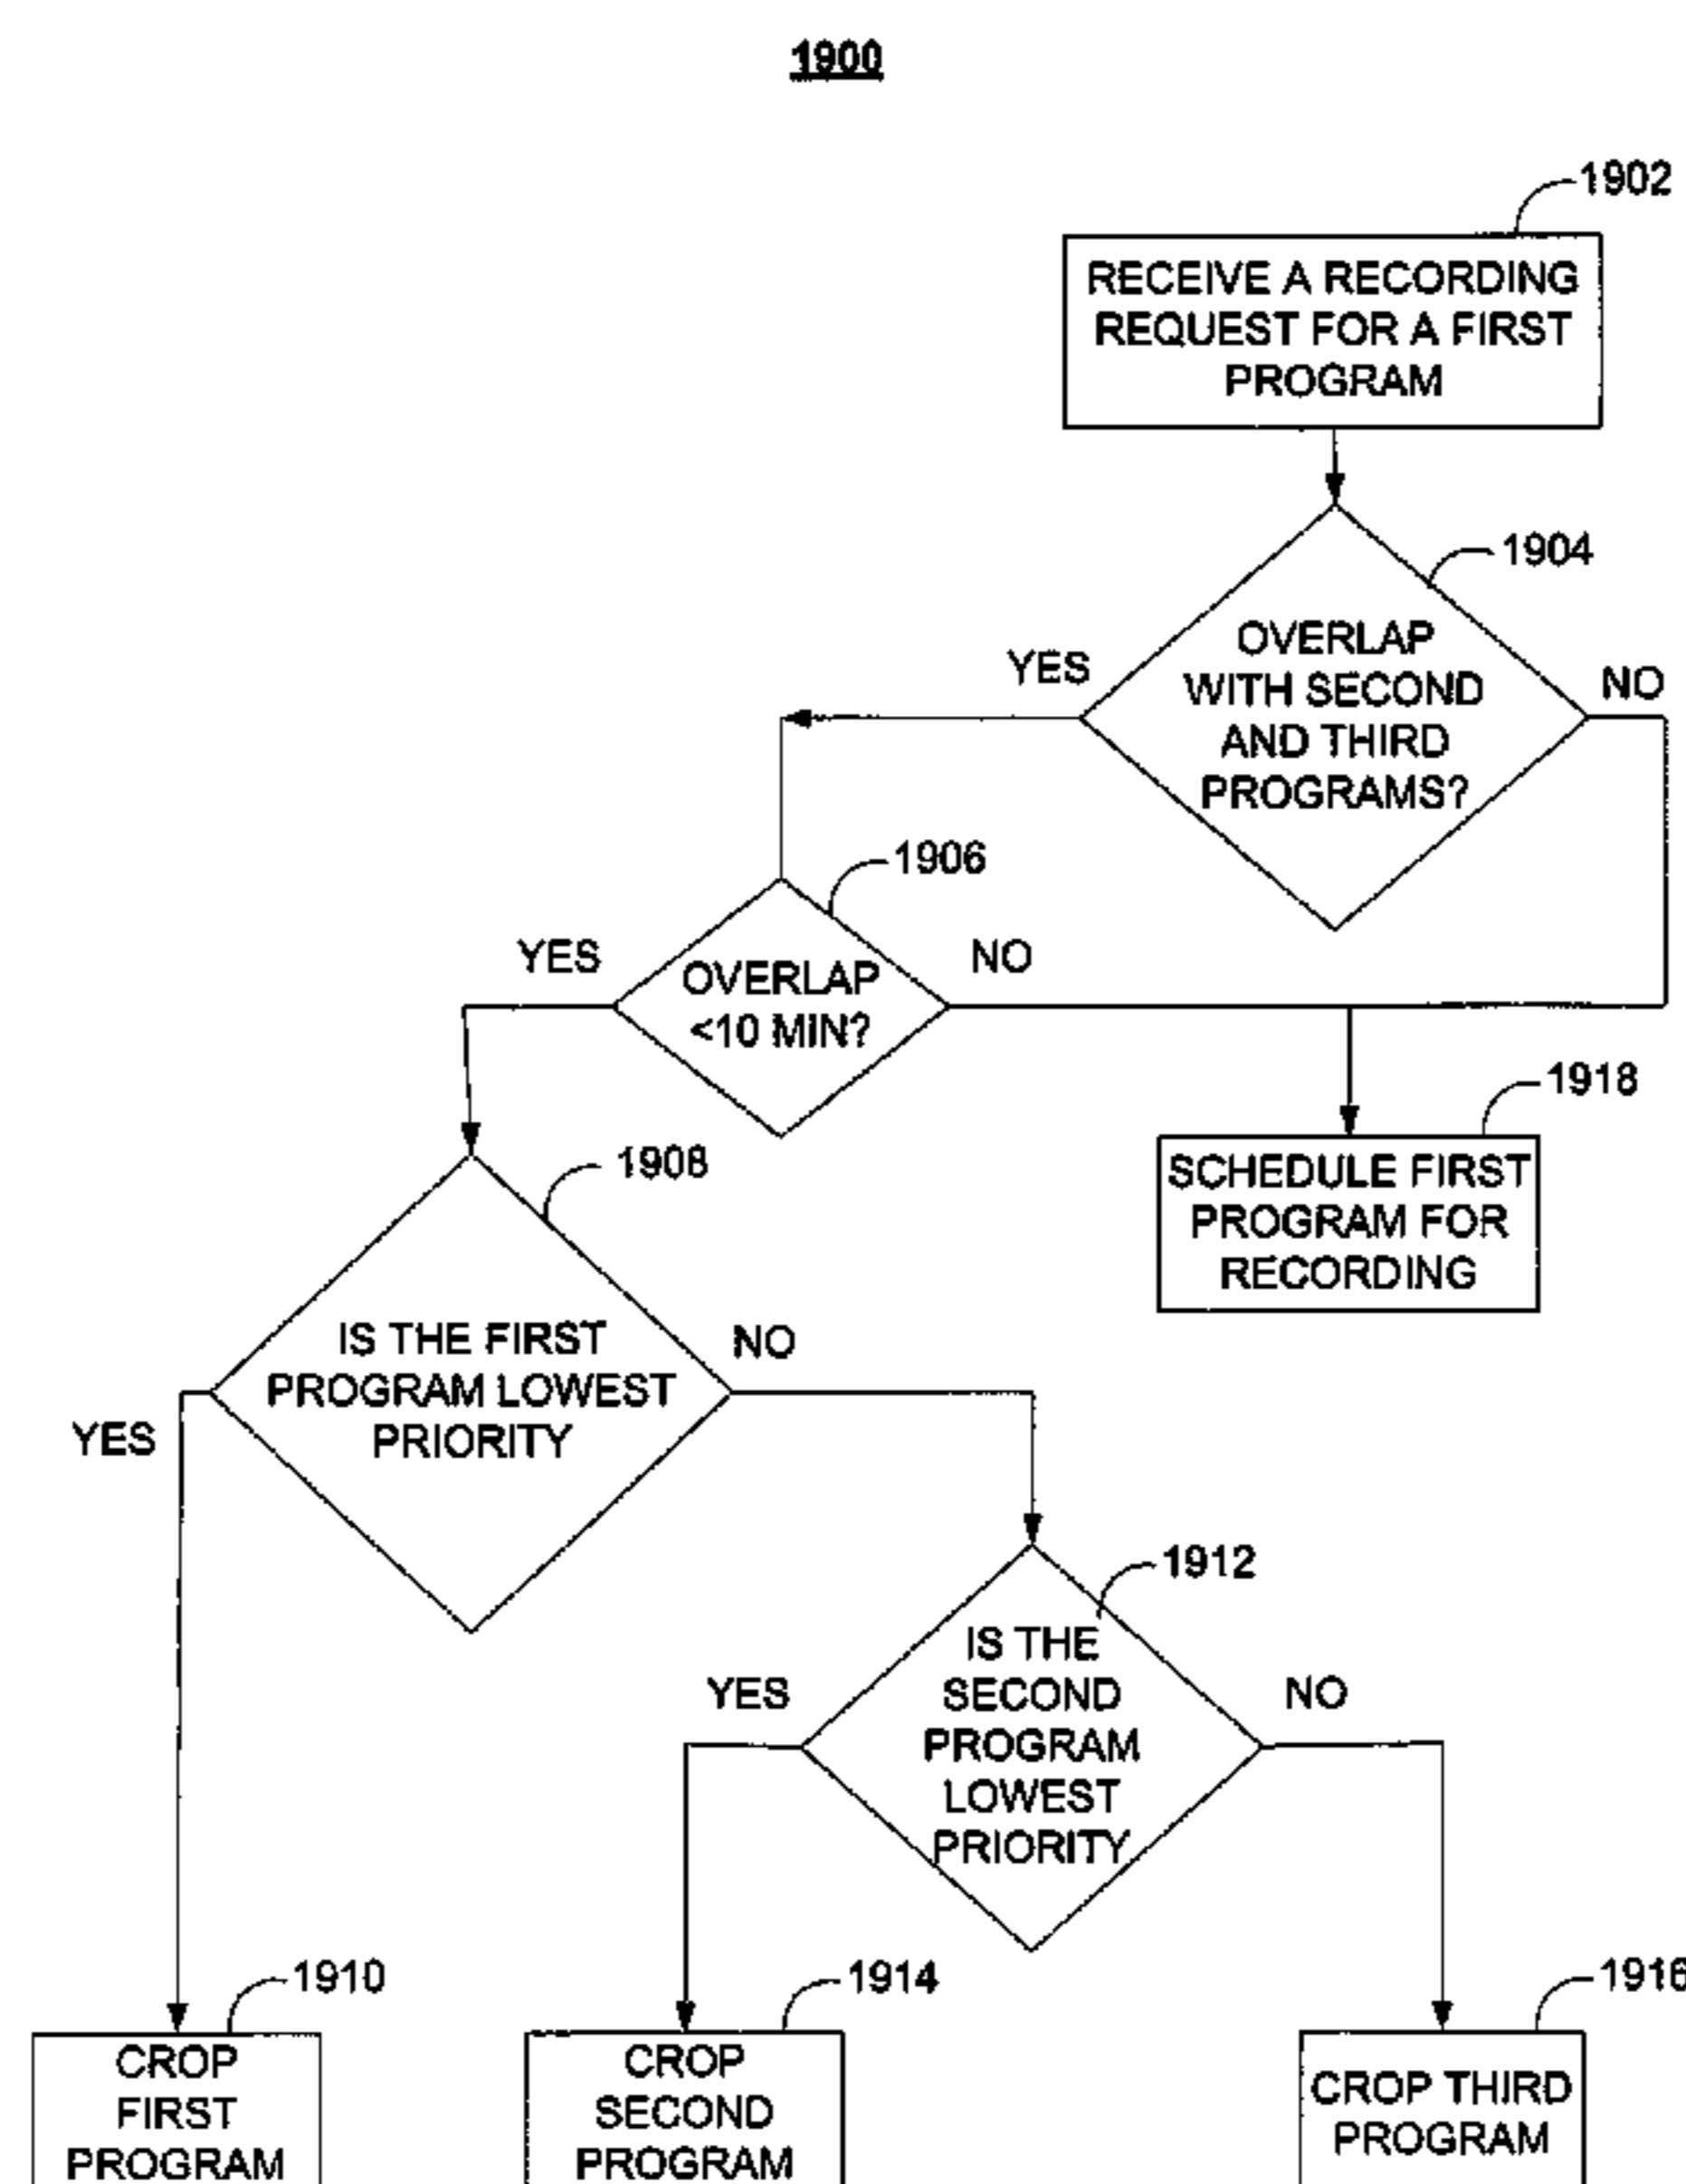 1900
1902
RECEIVE A RECORDING
REQUEST FOR A FIRST
PROGRAM
1904
OVERLAP
WITH SECOND
AND THIRD
PROGRAMS?
YES
NO
1906
OVERLAP
<10 MIN?
YES
NO
1918
SCHEDULE FIRST
PROGRAM FOR
RECORDING
1908
IS THE FIRST
PROGRAM LOWEST
PRIORITY
YES
NO
1912
IS THE
SECOND
PROGRAM
LOWEST
PRIORITY
YES
NO
1910
CROP
FIRST
PROGRAM
1914
CROP
SECOND
PROGRAM
1916
CROP THIRD
PROGRAM